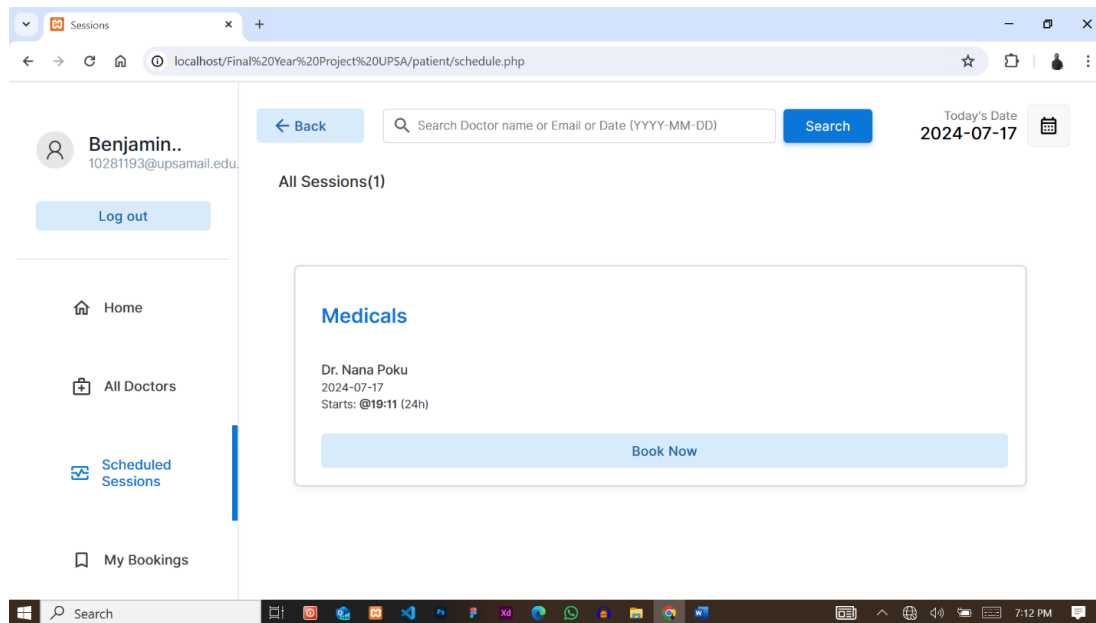 Sessions
localhost/Final%20Year%20Project%20UPSA/patient/schedule.php
Benjamin..
10281193@upsamail.edu.
Log out
Home
All Doctors
Scheduled
Sessions
My Bookings
Back
Search Doctor name or Email or Date (YYYY-MM-DD)
Search
Today's Date
2024-07-17
All Sessions(1)
Medicals
Dr. Nana Poku
2024-07-17
Starts: @19:11 (24h)
Book Now
Search
7:12 PM